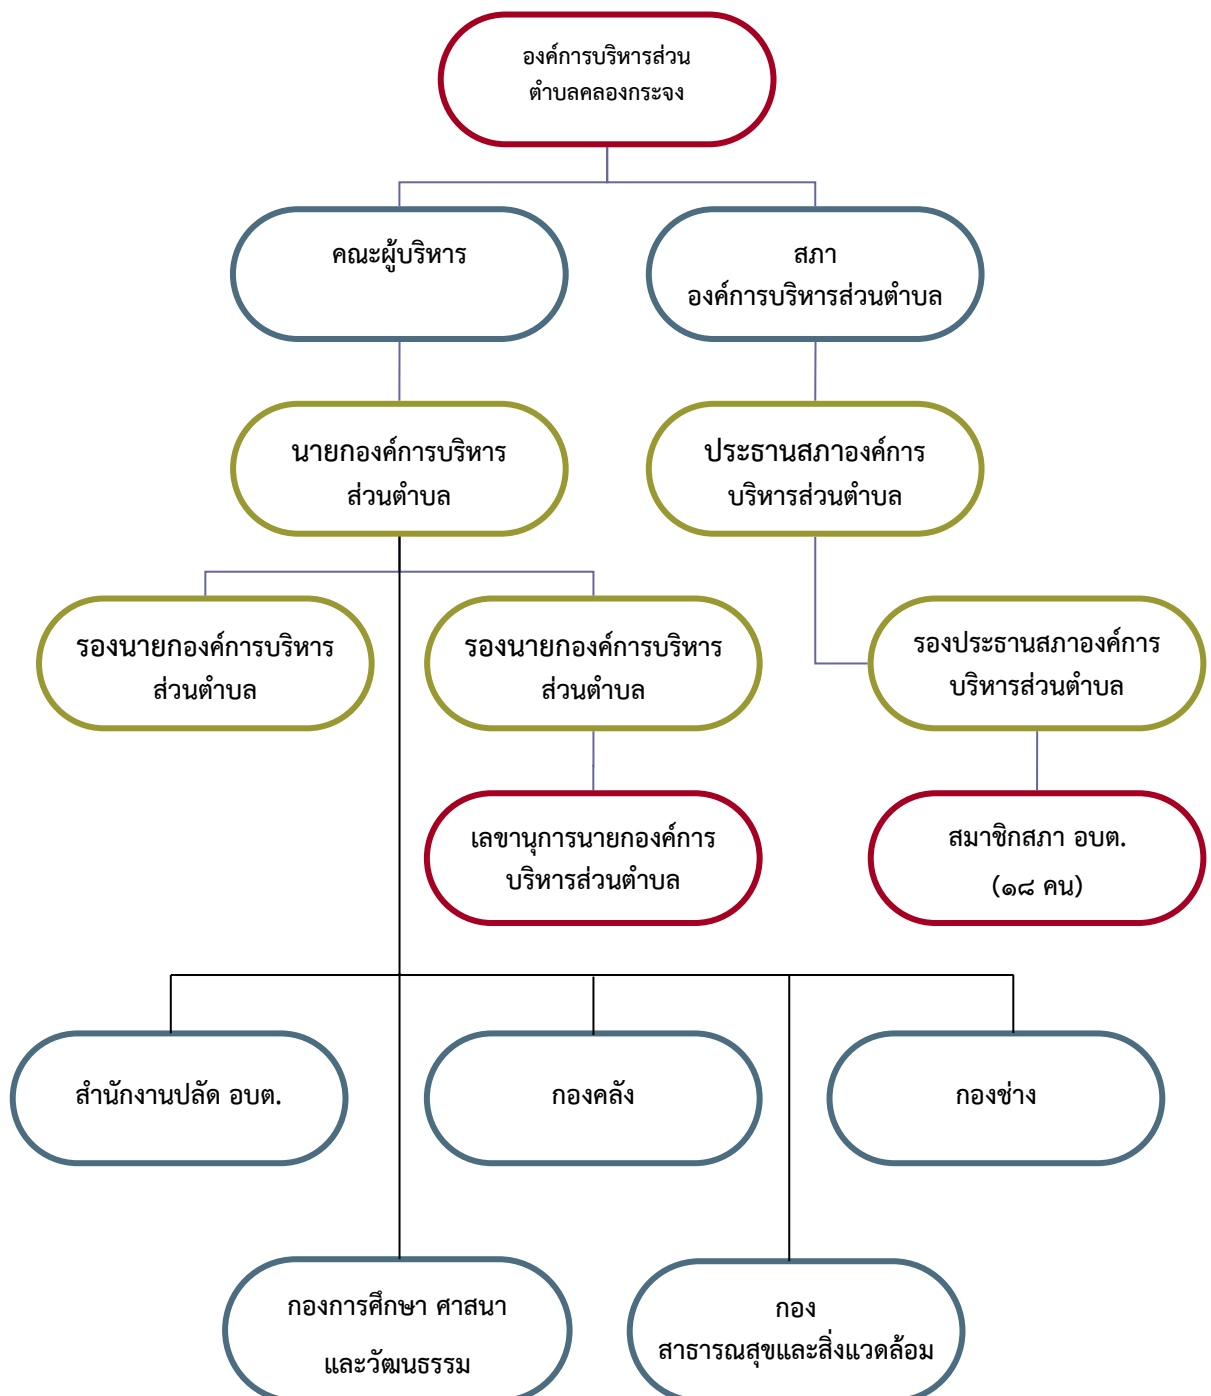 องค์การบริหารส่วน
ตำบลคลองกระจง
คณะผู้บริหาร
สภา
องค์การบริหารส่วนตำบล
นายกองค์การบริหาร
ส่วนตำบล
ประธานสภาองค์การ
บริหารส่วนตำบล
รองนายกองค์การบริหาร
ส่วนตำบล
รองนายกองค์การบริหาร
ส่วนตำบล
รองประธานสภาองค์การ
บริหารส่วนตำบล
เลขานุการนายกองค์การ
บริหารส่วนตำบล
สมาชิกสภา อบต.
(๑๘ คน)
สำนักงานปลัด อบต.
กองคลัง
กองช่าง
กองการศึกษา ศาสนา
และวัฒนธรรม
กอง
สาธารณสุขและสิ่งแวดล้อม